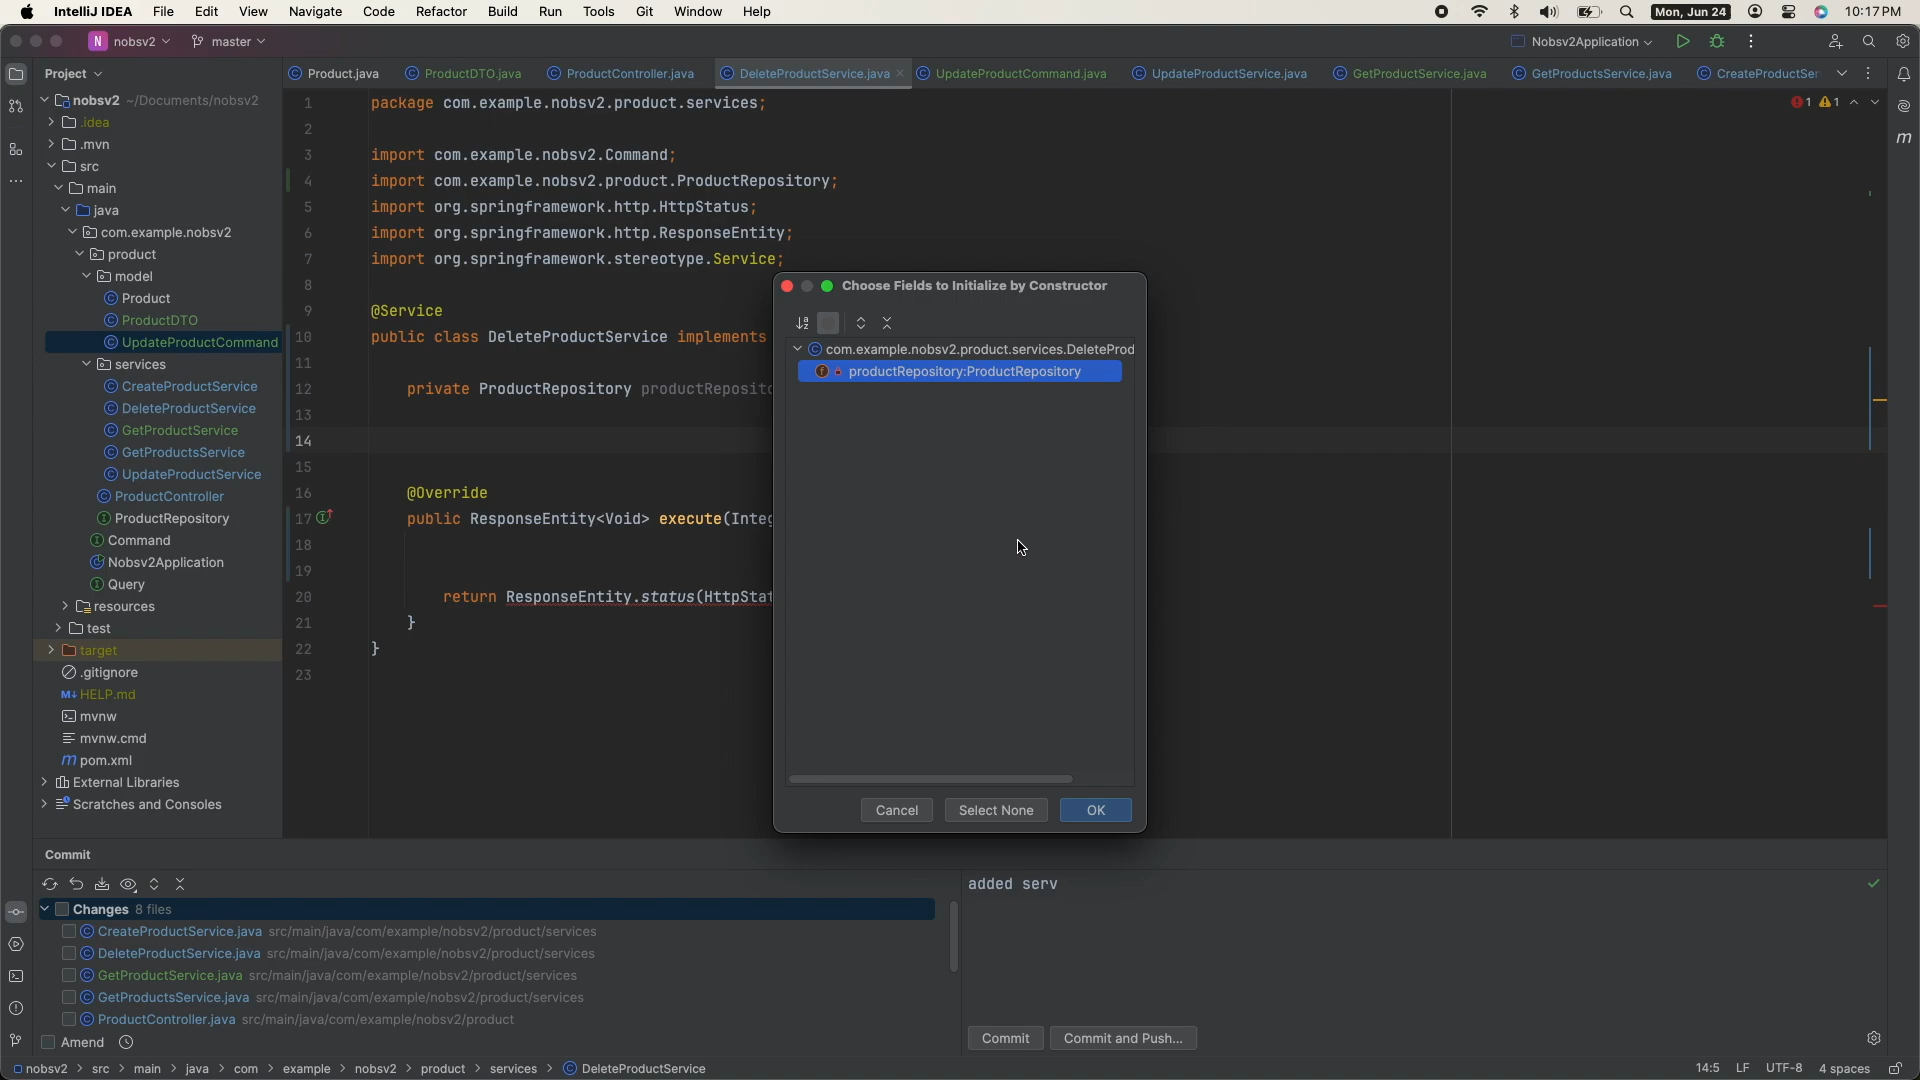 IntelliJ IDEA File Edit View Navigate Code Refactor Build Run Tools Git Window Help Mon, Jun 24 10:17 PM
N nobsv2 master Nobsv2Application
Project
Product.java ProductDTO.java ProductController.java DeleteProductService.java UpdateProductCommand.java UpdateProductService.java GetProductService.java GetProductsService.java CreateProductSer
nobsv2 ~/Documents/nobsv2
.idea
.mvn
src
main
java
com.example.nobsv2
product
model
Product
ProductDTO
UpdateProductCommand
services
CreateProductService
DeleteProductService
GetProductService
GetProductsService
UpdateProductService
ProductController
ProductRepository
Command
Nobsv2Application
Query
resources
test
target
.gitignore
M↓ HELP.md
mvnw
mvnw.cmd
m pom.xml
External Libraries
Scratches and Consoles
1 package com.example.nobsv2.product.services;
2
3 import com.example.nobsv2.Command;
4 import com.example.nobsv2.product.ProductRepository;
5 import org.springframework.http.HttpStatus;
6 import org.springframework.http.ResponseEntity;
7 import org.springframework.stereotype.Service;
8
9 @Service
10 public class DeleteProductService implements
11
12 private ProductRepository productReposito
13
14
15
16 @Override
17 public ResponseEntity<Void> execute(Integ
18
19
20 return ResponseEntity.status(HttpStat
21 }
22 }
23
1 1
Choose Fields to Initialize by Constructor
com.example.nobsv2.product.services.DeleteProd
productRepository:ProductRepository
Cancel Select None OK
Commit
Changes 8 files
CreateProductService.java src/main/java/com/example/nobsv2/product/services
DeleteProductService.java src/main/java/com/example/nobsv2/product/services
GetProductService.java src/main/java/com/example/nobsv2/product/services
GetProductsService.java src/main/java/com/example/nobsv2/product/services
ProductController.java src/main/java/com/example/nobsv2/product
Amend
added serv
Commit Commit and Push...
nobsv2 > src > main > java > com > example > nobsv2 > product > services > DeleteProductService 14:5 LF UTF-8 4 spaces